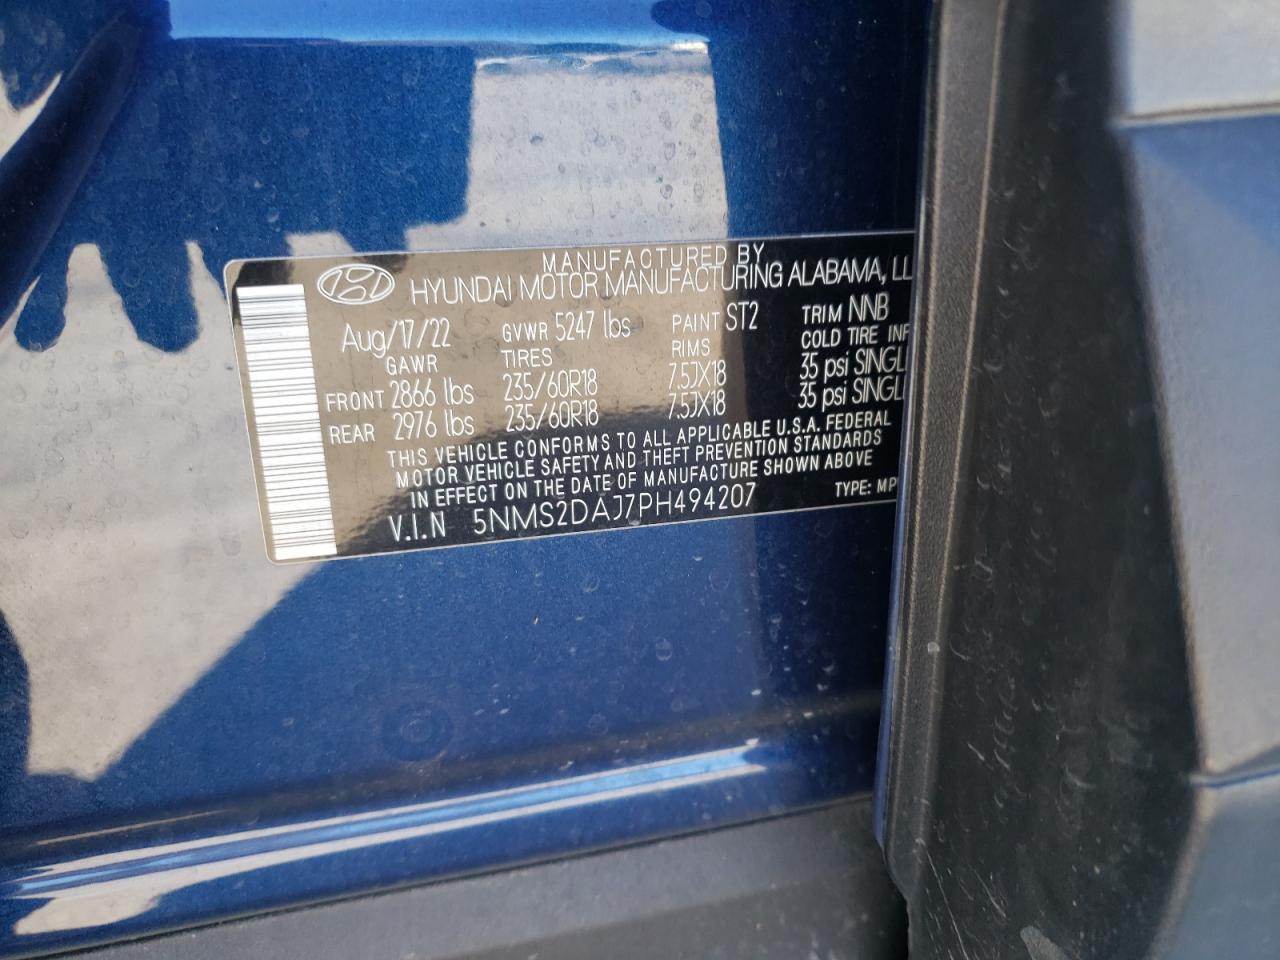 MANUFACTURED BY
HYUNDAI MOTOR MANUFACTURING ALABAMA, LL
Aug/17/22 GVWR 5247 lbs PAINT ST2 TRIM NNB
GAWR TIRES RIMS COLD TIRE INF
FRONT 2866 lbs 235/60R18 7.5JX18 35 psi SINGL
REAR 2976 lbs 235/60R18 7.5JX18 35 psi SINGL
THIS VEHICLE CONFORMS TO ALL APPLICABLE U.S.A. FEDERAL
MOTOR VEHICLE SAFETY AND THEFT PREVENTION STANDARDS
IN EFFECT ON THE DATE OF MANUFACTURE SHOWN ABOVE
V.I.N 5NMS2DAJ7PH494207 TYPE: MP